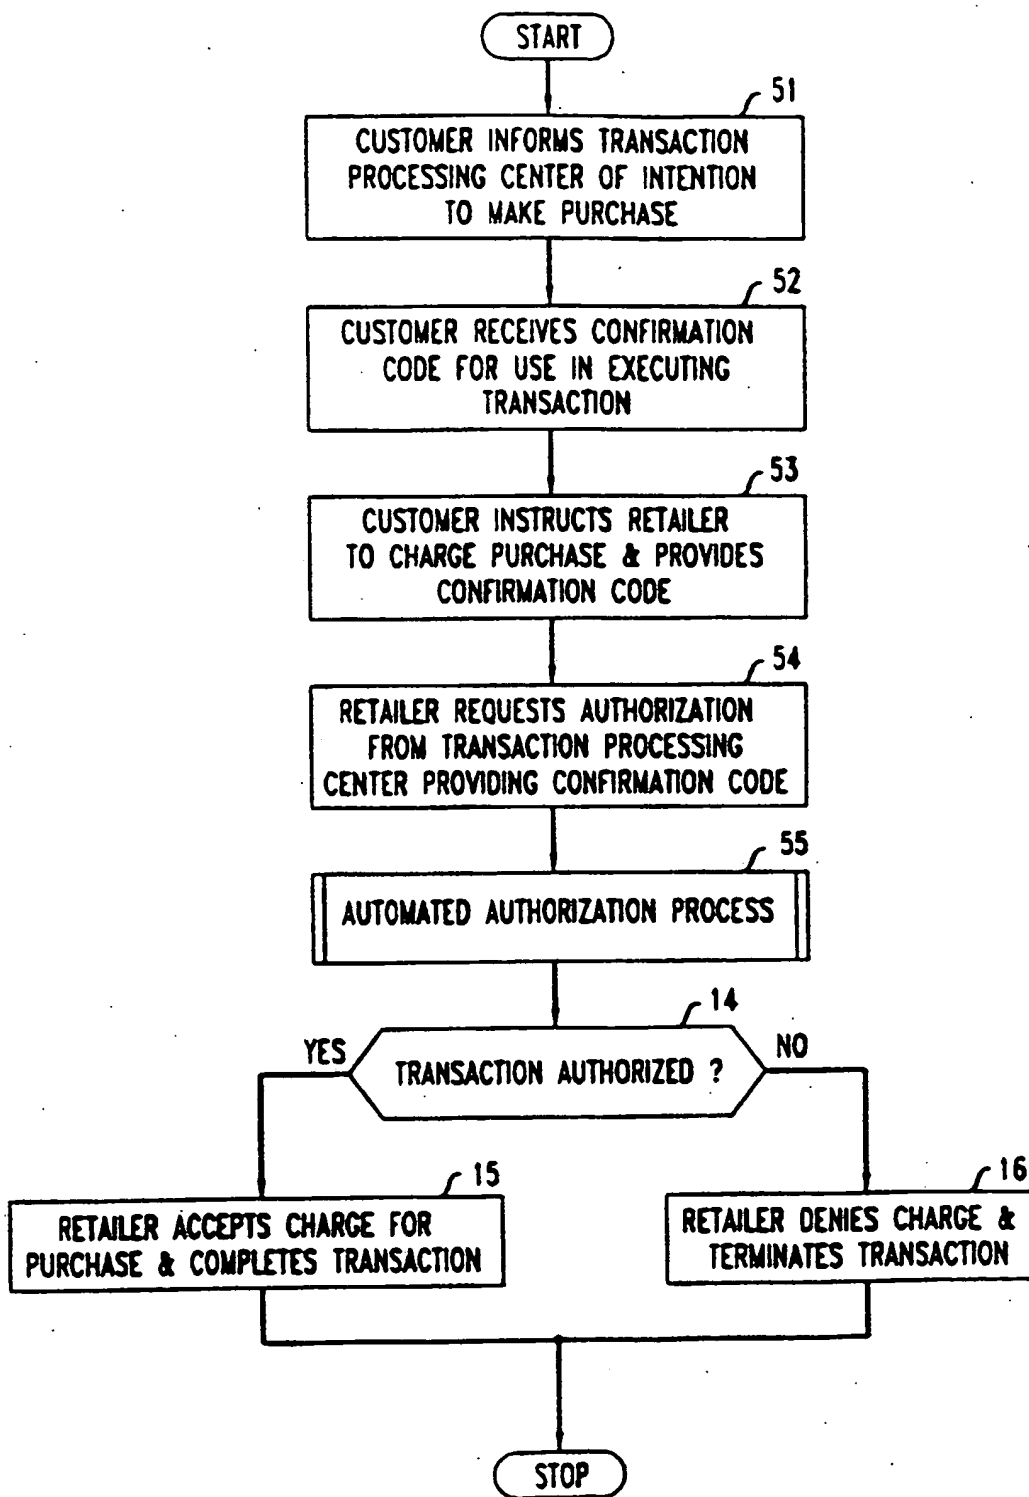 START
51
CUSTOMER INFORMS TRANSACTION
PROCESSING CENTER OF INTENTION
TO MAKE PURCHASE
52
CUSTOMER RECEIVES CONFIRMATION
CODE FOR USE IN EXECUTING
TRANSACTION
53
CUSTOMER INSTRUCTS RETAILER
TO CHARGE PURCHASE & PROVIDES
CONFIRMATION CODE
54
RETAILER REQUESTS AUTHORIZATION
FROM TRANSACTION PROCESSING
CENTER PROVIDING CONFIRMATION CODE
55
AUTOMATED AUTHORIZATION PROCESS
14
YES
TRANSACTION AUTHORIZED ?
NO
15
RETAILER ACCEPTS CHARGE FOR
PURCHASE & COMPLETES TRANSACTION
16
RETAILER DENIES CHARGE &
TERMINATES TRANSACTION
STOP